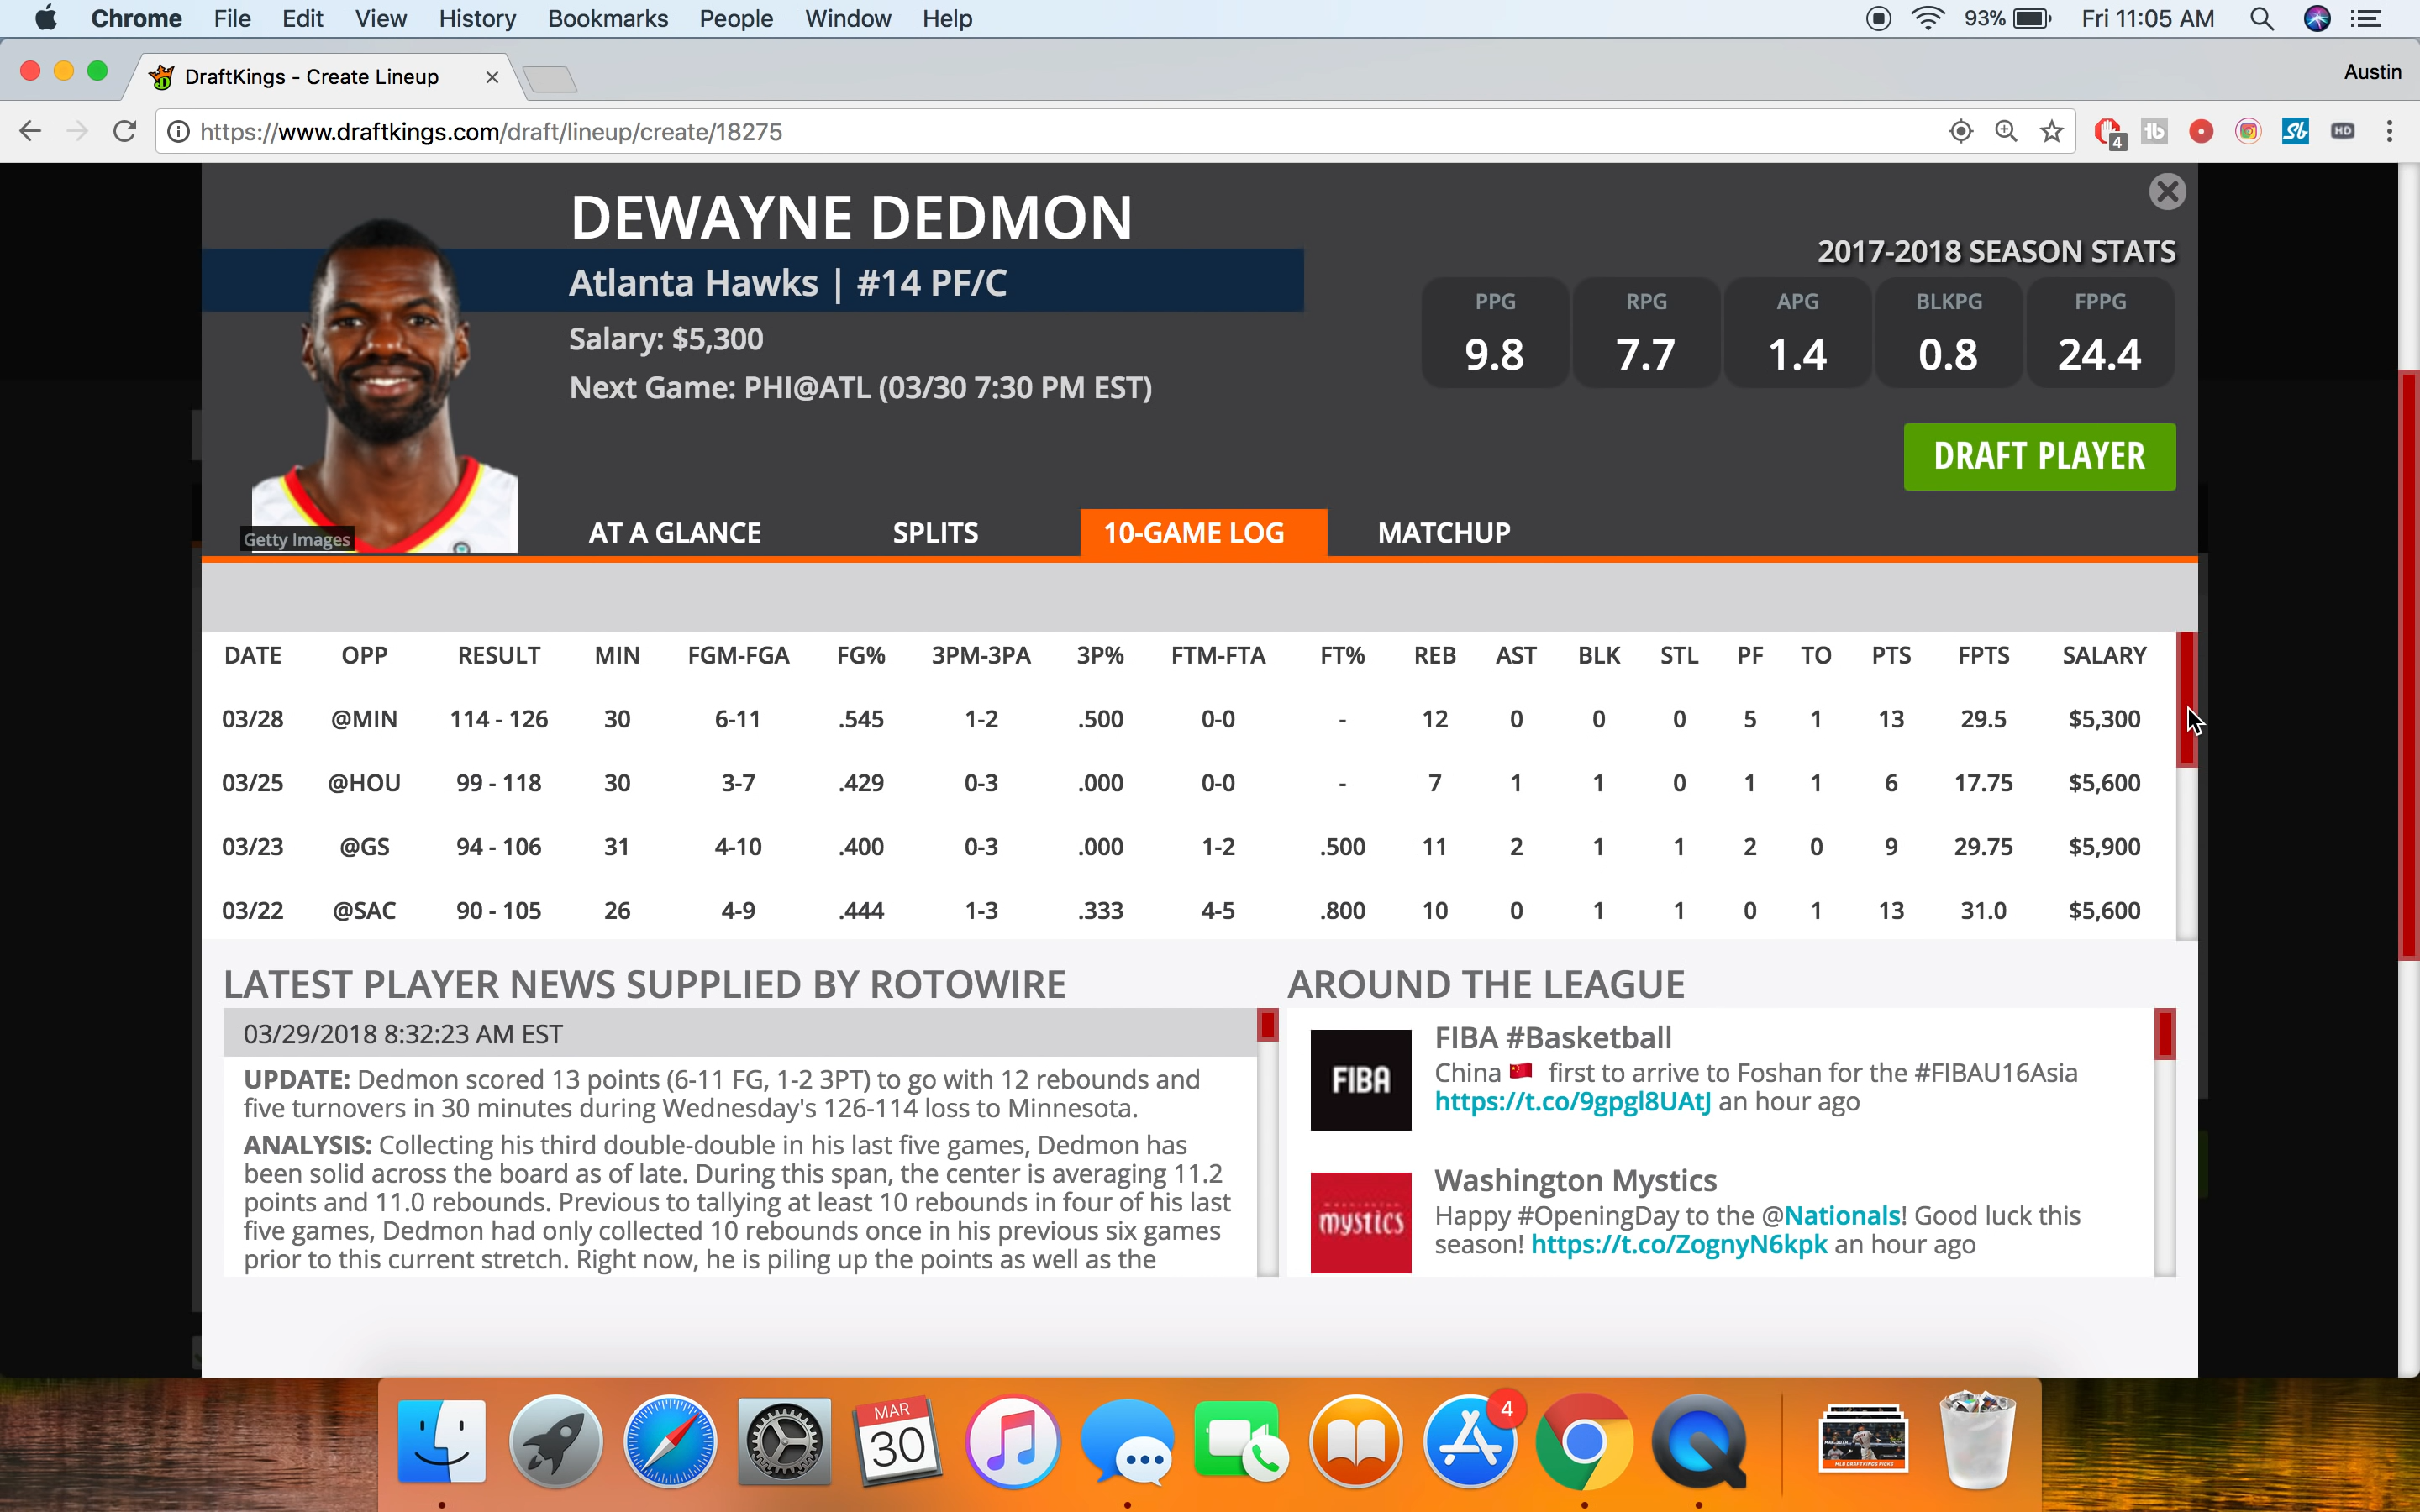 Chrome File Edit View History Bookmarks People Window Help 93% Fri 11:05 AM
DraftKings - Create Lineup Austin
https://www.draftkings.com/draft/lineup/create/18275 4 HD
DEWAYNE DEDMON
Atlanta Hawks | #14 PF/C
Salary: $5,300
Next Game: PHI@ATL (03/30 7:30 PM EST)
2017-2018 SEASON STATS
PPG RPG APG BLKPG FPPG
9.8 7.7 1.4 0.8 24.4
DRAFT PLAYER
Getty Images
AT A GLANCE SPLITS 10-GAME LOG MATCHUP
DATE OPP RESULT MIN FGM-FGA FG% 3PM-3PA 3P% FTM-FTA FT% REB AST BLK STL PF TO PTS FPTS SALARY
03/28 @MIN 114 - 126 30 6-11 .545 1-2 .500 0-0 - 12 0 0 0 5 1 13 29.5 $5,300
03/25 @HOU 99 - 118 30 3-7 .429 0-3 .000 0-0 - 7 1 1 0 1 1 6 17.75 $5,600
03/23 @GS 94 - 106 31 4-10 .400 0-3 .000 1-2 .500 11 2 1 1 2 0 9 29.75 $5,900
03/22 @SAC 90 - 105 26 4-9 .444 1-3 .333 4-5 .800 10 0 1 1 0 1 13 31.0 $5,600
LATEST PLAYER NEWS SUPPLIED BY ROTOWIRE
03/29/2018 8:32:23 AM EST
UPDATE: Dedmon scored 13 points (6-11 FG, 1-2 3PT) to go with 12 rebounds and
five turnovers in 30 minutes during Wednesday's 126-114 loss to Minnesota.
ANALYSIS: Collecting his third double-double in his last five games, Dedmon has
been solid across the board as of late. During this span, the center is averaging 11.2
points and 11.0 rebounds. Previous to tallying at least 10 rebounds in four of his last
five games, Dedmon had only collected 10 rebounds once in his previous six games
prior to this current stretch. Right now, he is piling up the points as well as the
AROUND THE LEAGUE
FIBA
FIBA #Basketball
China 🇨🇳 first to arrive to Foshan for the #FIBAU16Asia
https://t.co/9gpgl8UAtJ an hour ago
mystics
Washington Mystics
Happy #OpeningDay to the @Nationals! Good luck this
season! https://t.co/ZognyN6kpk an hour ago
MAR
30
4
MLB DRAFTKINGS PICKS